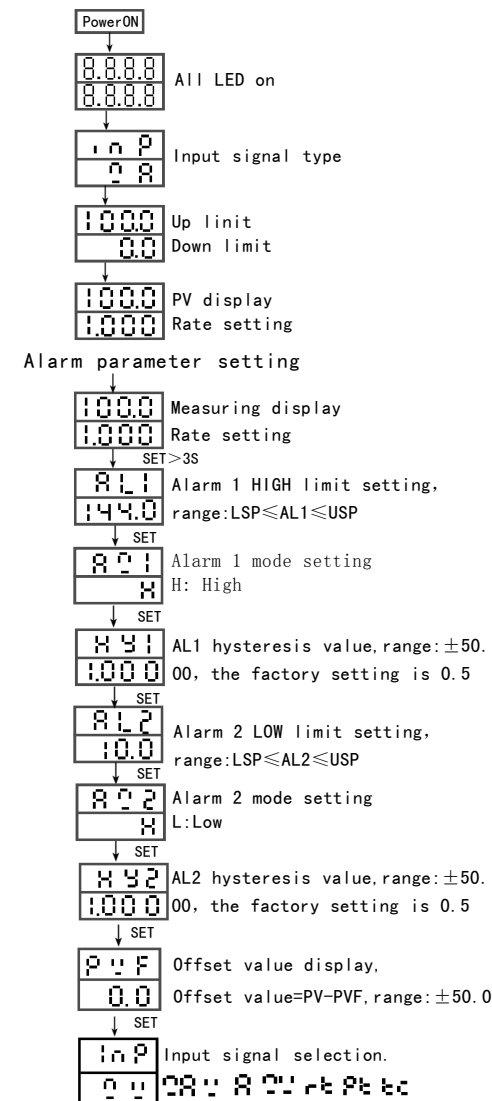 PowerON
8.8.8.8
8.8.8.8
All LED on
inP
Input signal type
100.0
Up linit
0.0
Down limit
100.0
PV display
1.000
Rate setting
Alarm parameter setting
100.0
Measuring display
1.000
Rate setting
SET>3S
AL1
Alarm 1 HIGH limit setting,
144.0
range:LSP≤AL1≤USP
SET
Alarm 1 mode setting
H
H: High
SET
HY1
AL1 hysteresis value,range:±50.
1.000
00, the factory setting is 0.5
SET
AL2
Alarm 2 LOW limit setting,
10.0
range:LSP≤AL2≤USP
SET
Alarm 2 mode setting
H
L:Low
SET
HY2
AL2 hysteresis value,range:±50.
1.000
00, the factory setting is 0.5
SET
PVF
Offset value display,
0.0
Offset value=PV-PVF,range:±50.0
SET
InP
Input signal selection.
rt Pt tc